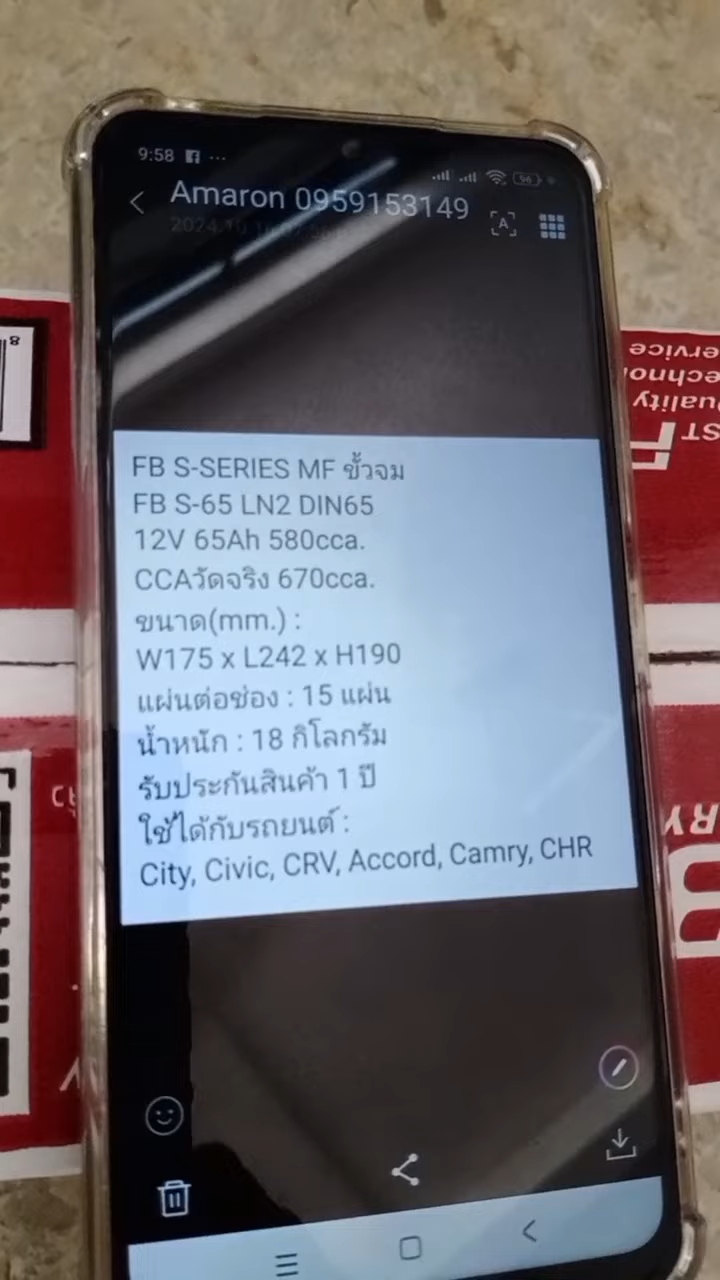 9:58
96
Amaron 0959153149
A
FB S-SERIES MF ขั้วจม
FB S-65 LN2 DIN65
12V 65Ah 580cca.
CCAวัดจริง 670cca.
ขนาด(mm.) :
W175 x L242 x H190
แผ่นต่อช่อง : 15 แผ่น
น้ำหนัก : 18 กิโลกรัม
รับประกันสินค้า 1 ปี
ใช้ได้กับรถยนต์ :
City, Civic, CRV, Accord, Camry, CHR